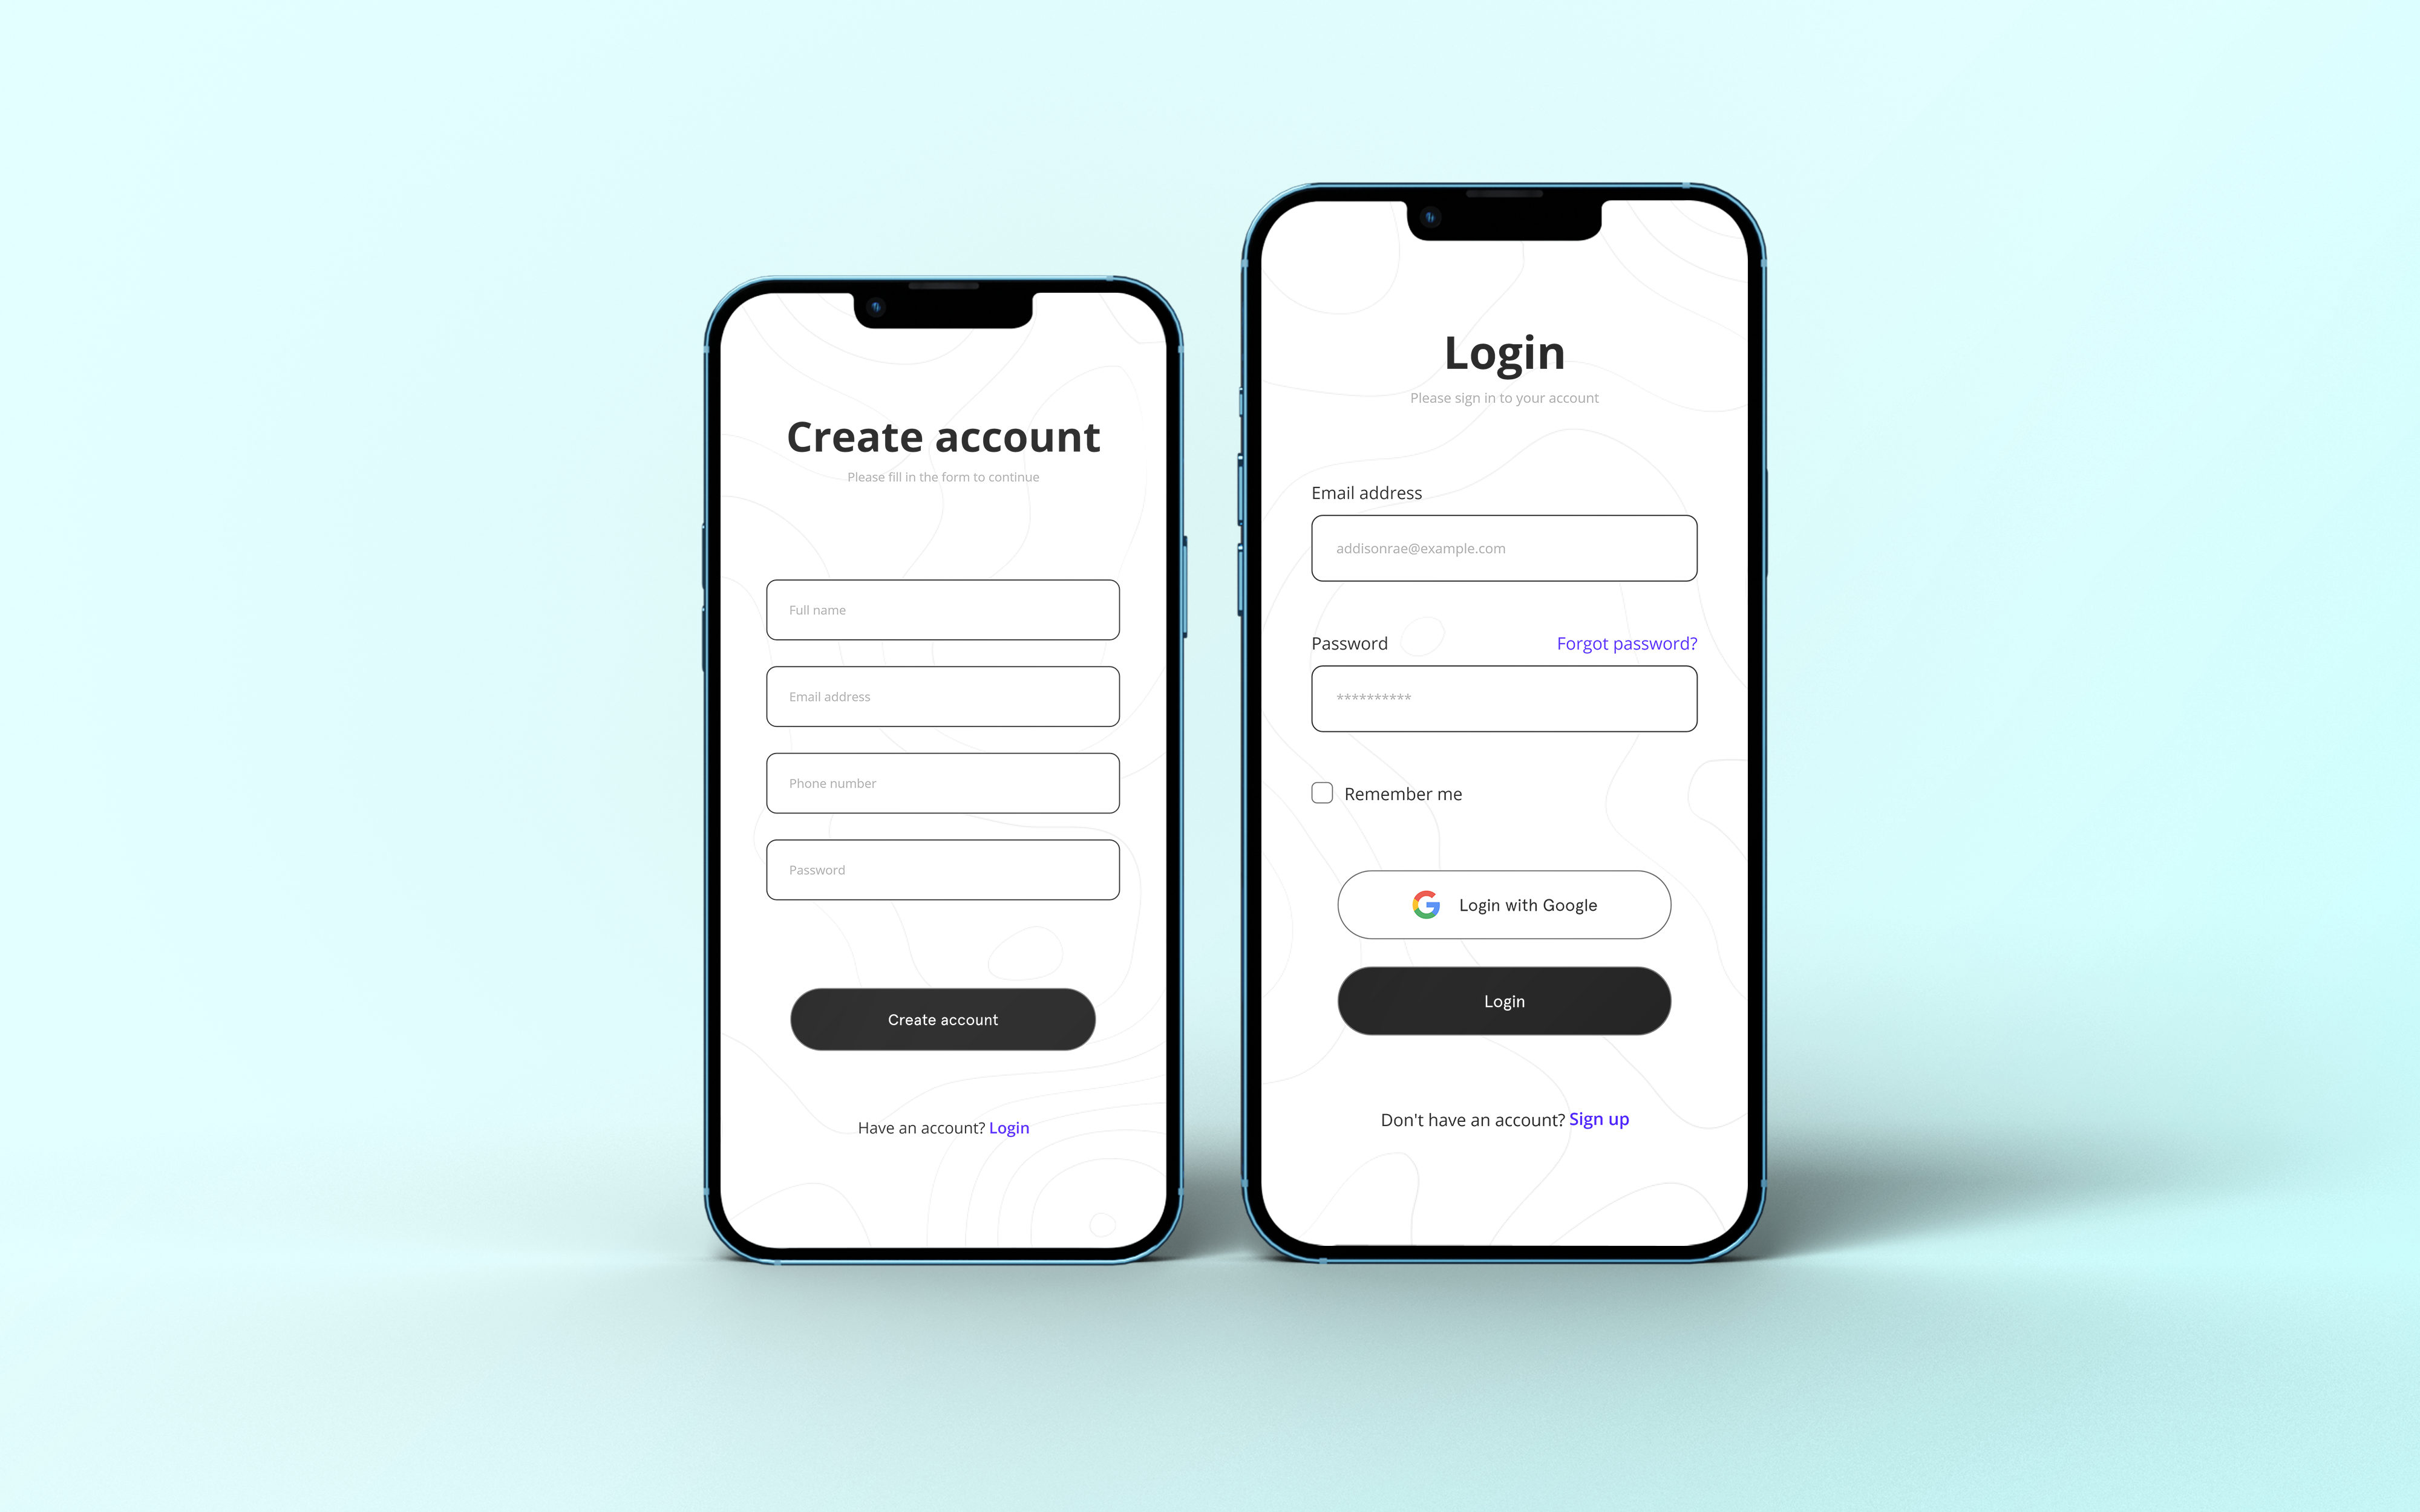 Create account
Please fill in the form to continue
Full name
Email address
Phone number
Password
Create account
Have an account? Login
Login
Please sign in to your account
Email address
addisonrae@example.com
Password Forgot password?
**********
Remember me
Login with Google
Login
Don't have an account? Sign up